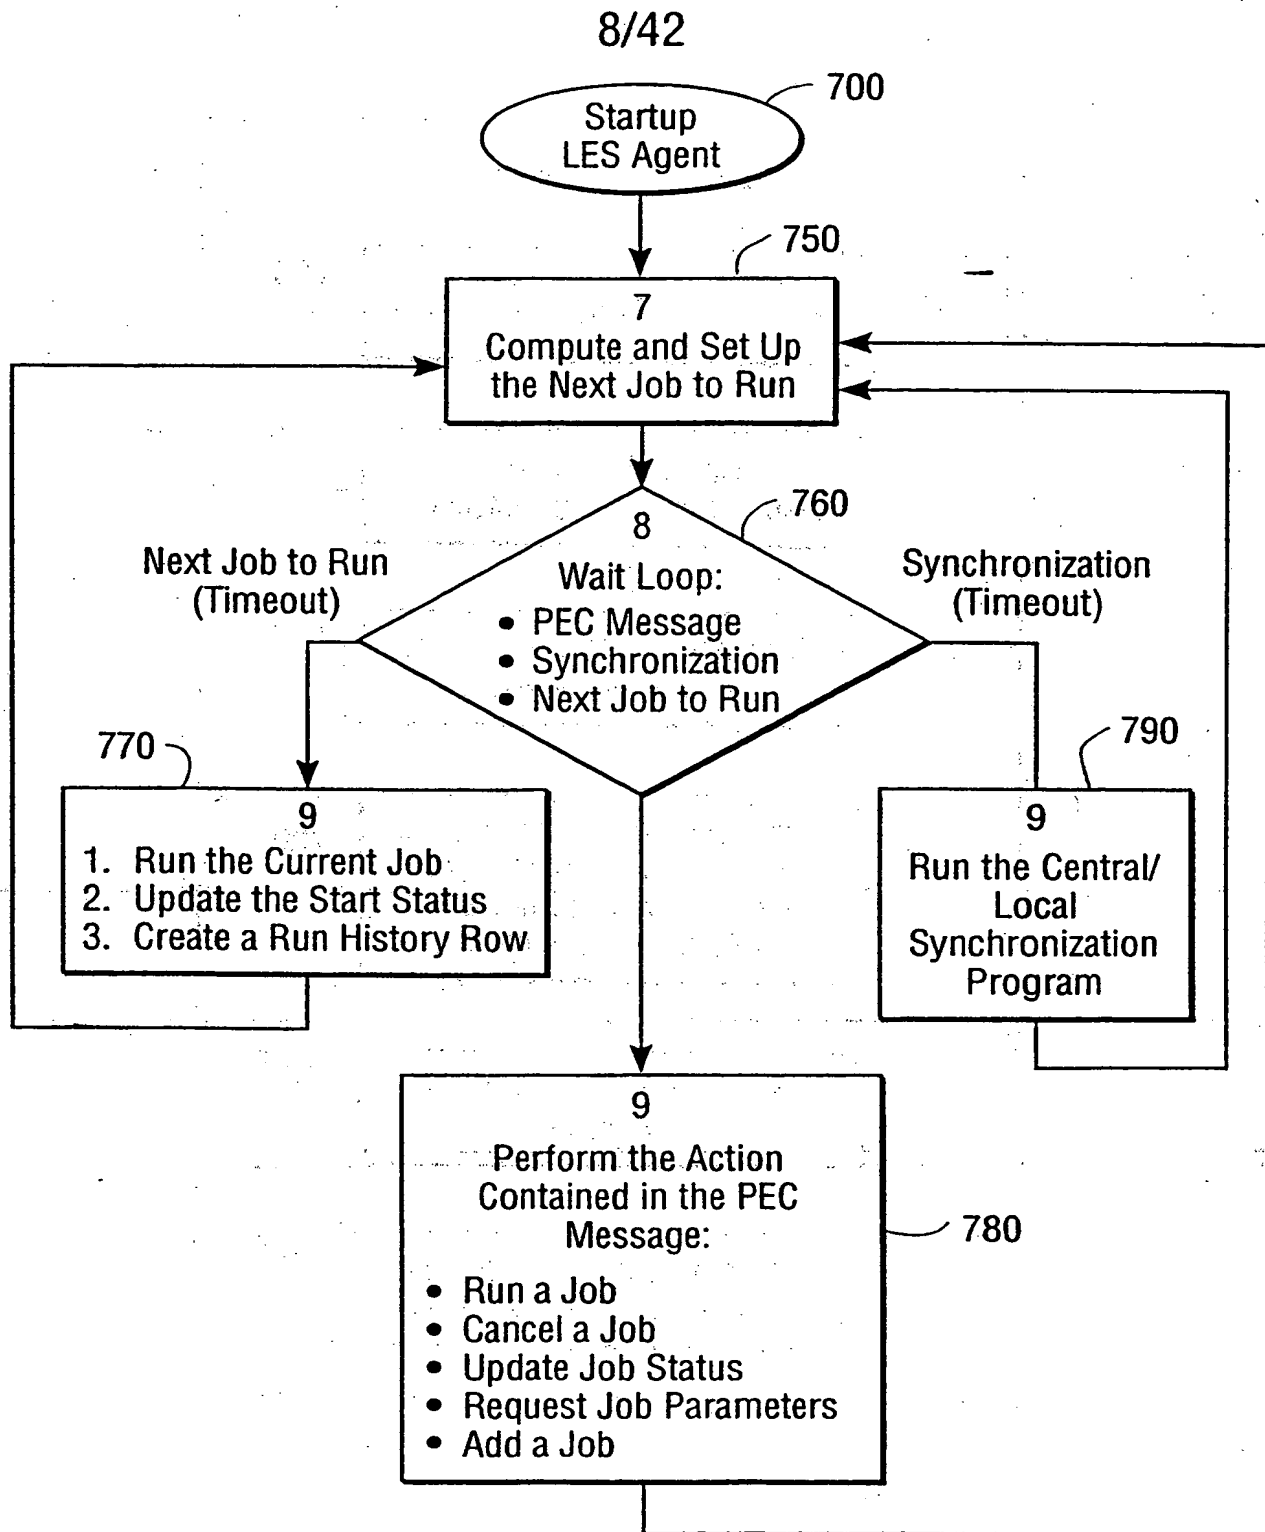 8/42
700
Startup
LES Agent
750
7
Compute and Set Up
the Next Job to Run
760
8
Wait Loop:
• PEC Message
• Synchronization
• Next Job to Run
Next Job to Run
(Timeout)
Synchronization
(Timeout)
770
9
1. Run the Current Job
2. Update the Start Status
3. Create a Run History Row
790
9
Run the Central/
Local
Synchronization
Program
9
Perform the Action
Contained in the PEC
Message:
780
• Run a Job
• Cancel a Job
• Update Job Status
• Request Job Parameters
• Add a Job